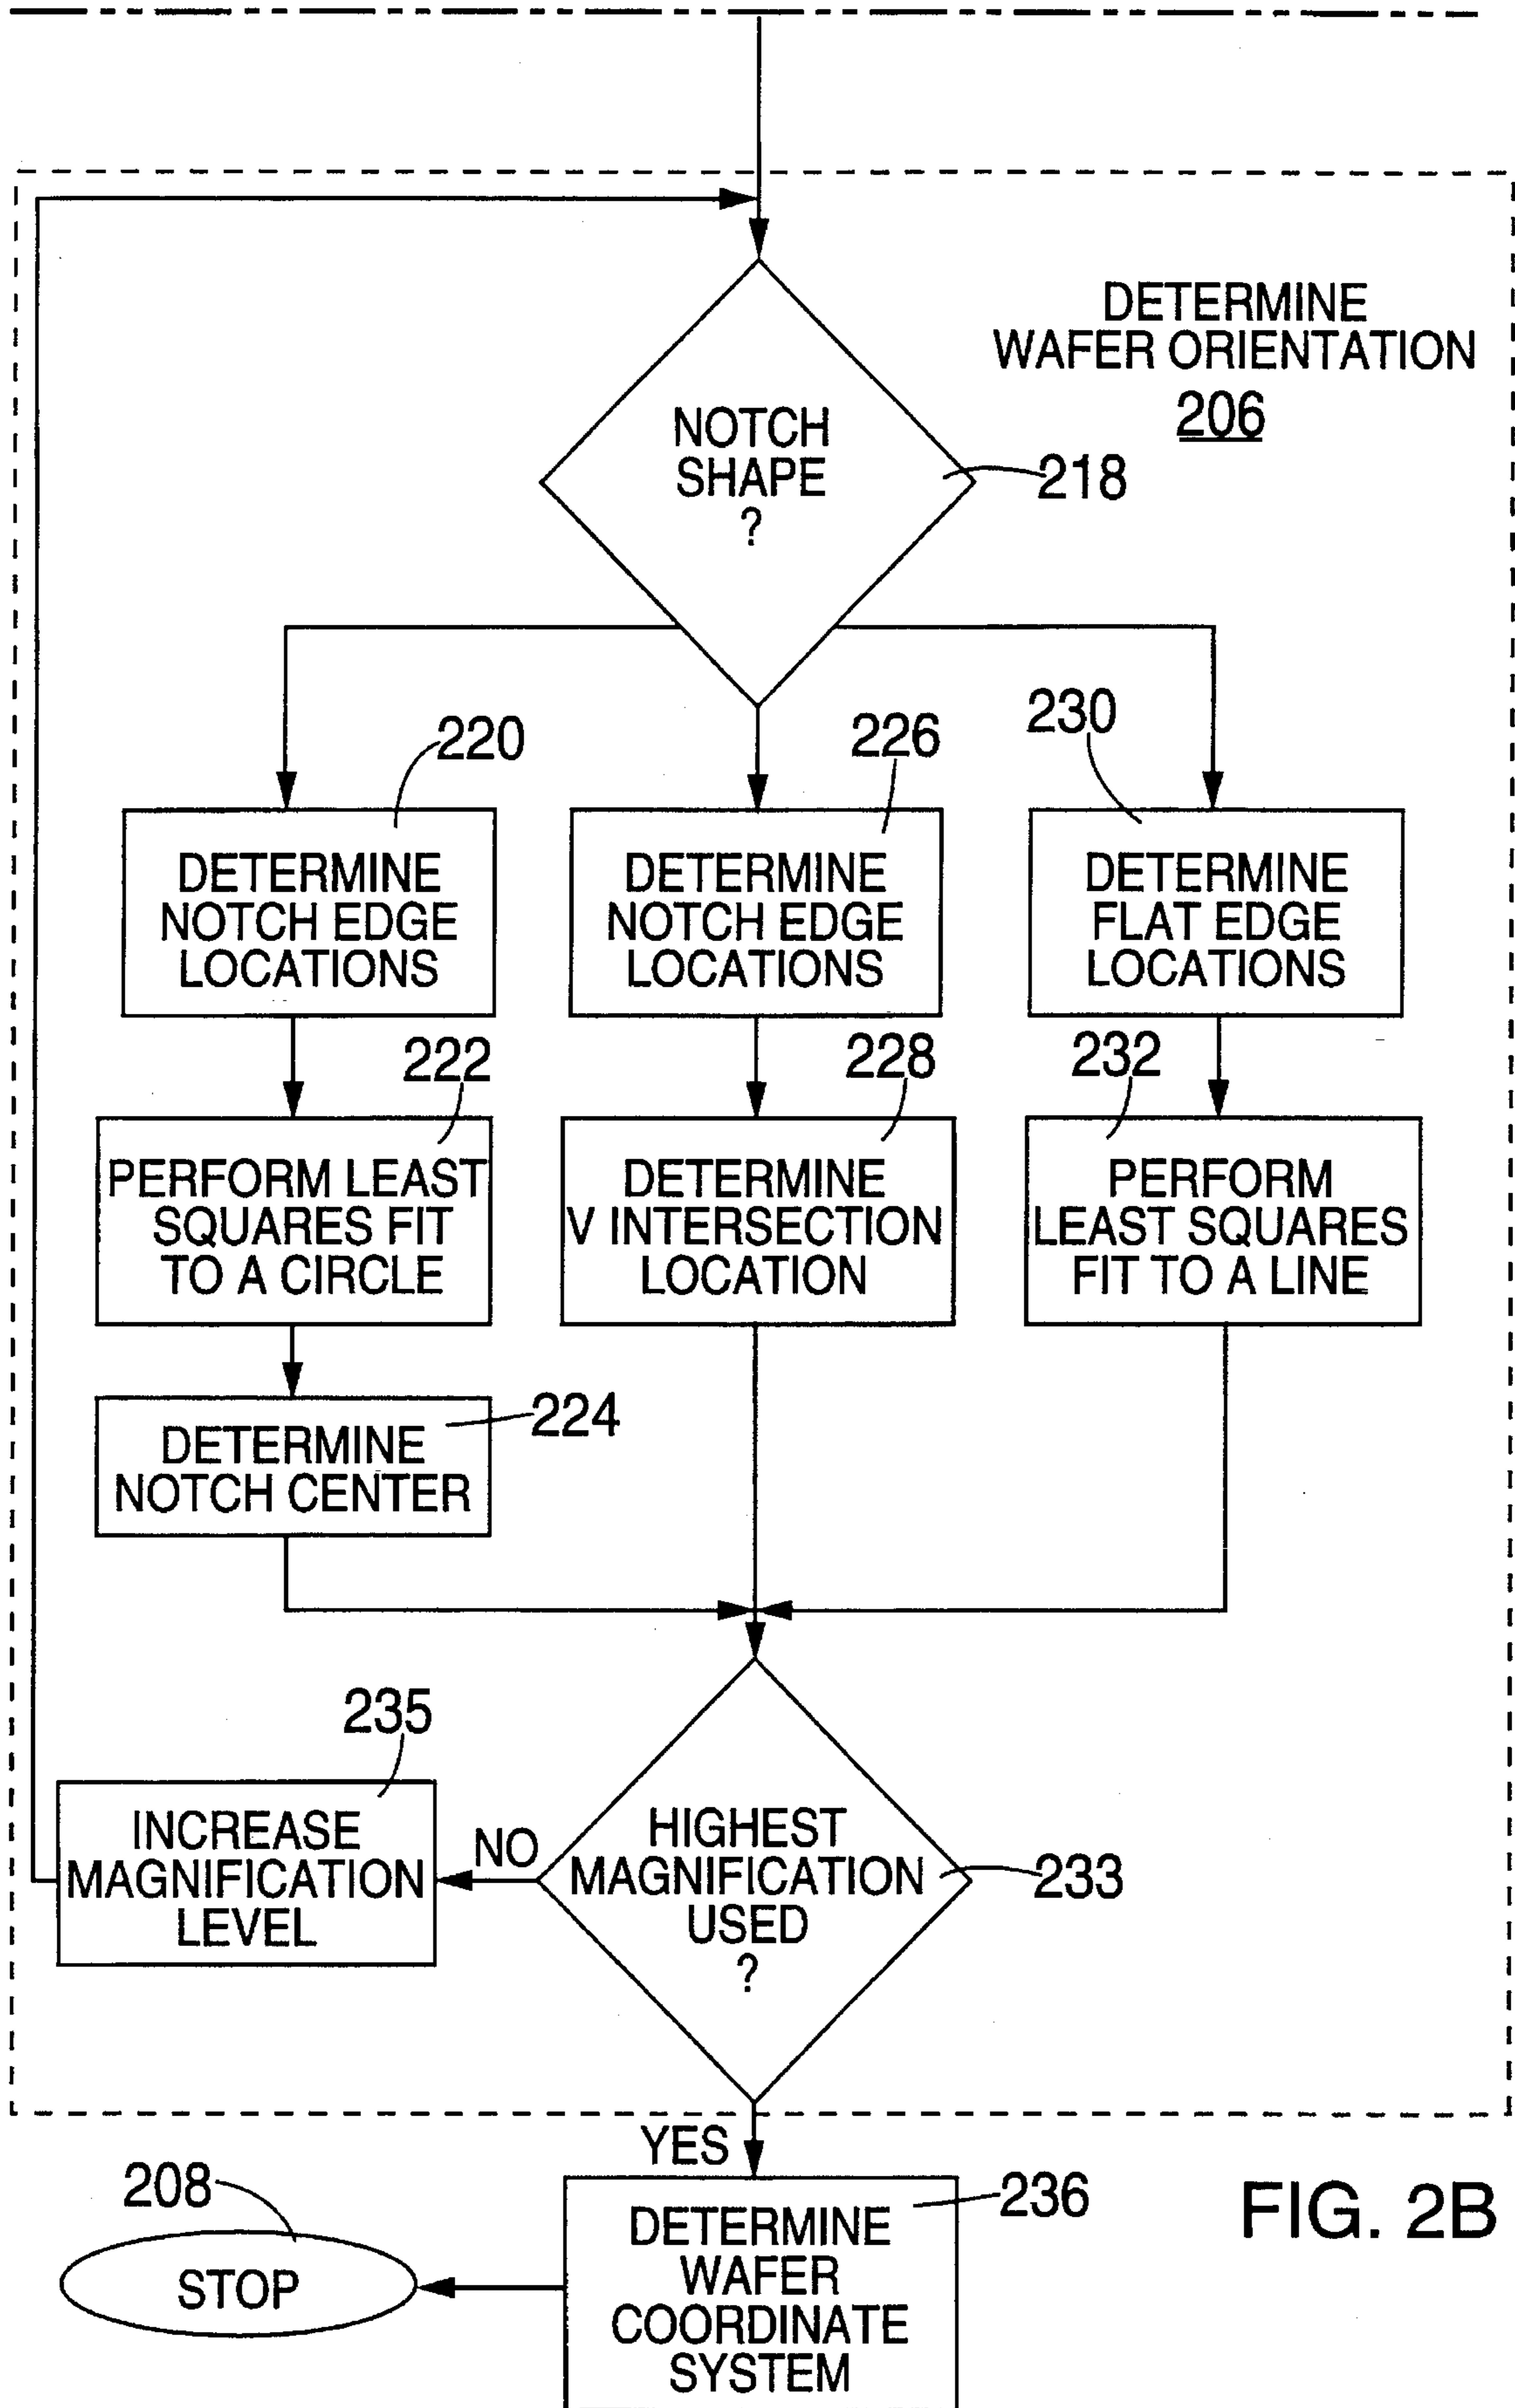 DETERMINE
WAFER ORIENTATION
206
NOTCH
SHAPE
?
218
220
226
230
DETERMINE
NOTCH EDGE
LOCATIONS
DETERMINE
NOTCH EDGE
LOCATIONS
DETERMINE
FLAT EDGE
LOCATIONS
222
228
232
PERFORM LEAST
SQUARES FIT
TO A CIRCLE
DETERMINE
V INTERSECTION
LOCATION
PERFORM
LEAST SQUARES
FIT TO A LINE
224
DETERMINE
NOTCH CENTER
235
INCREASE
MAGNIFICATION
LEVEL
NO
HIGHEST
MAGNIFICATION
USED
?
233
YES
208
STOP
236
DETERMINE
WAFER
COORDINATE
SYSTEM
FIG. 2B